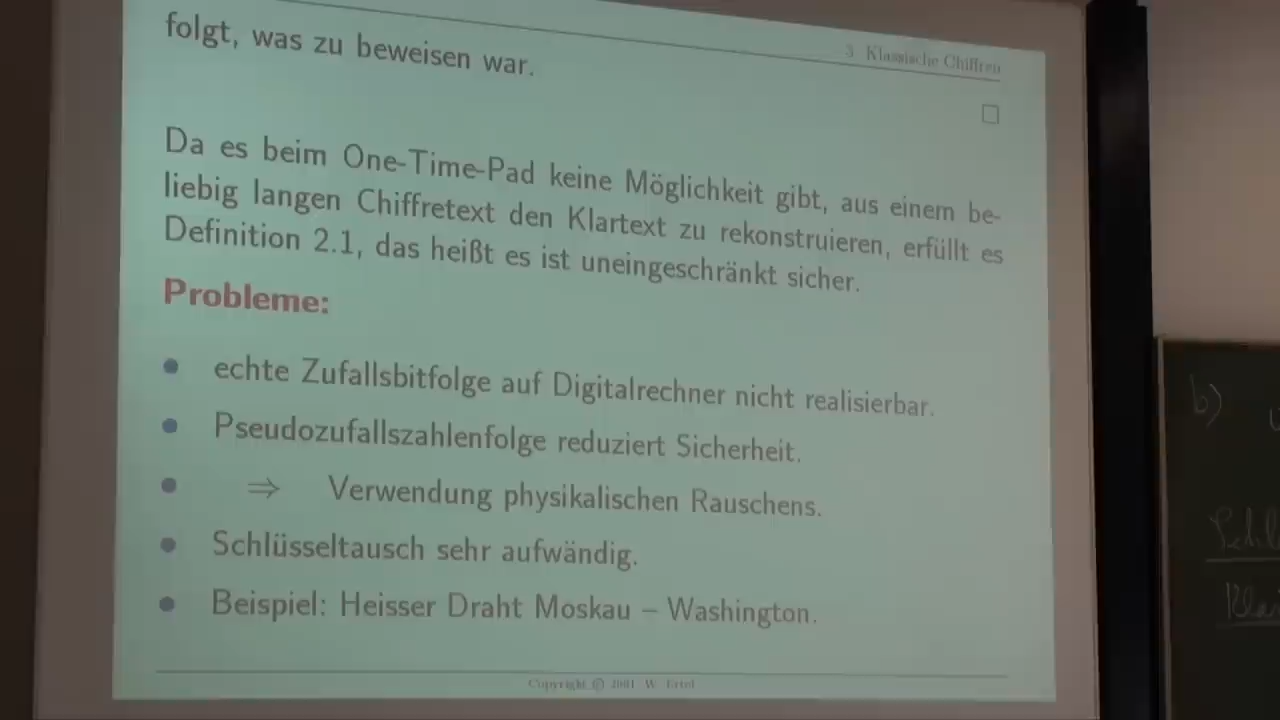 3 Klassische Chiffren
folgt, was zu beweisen war.
Da es beim One-Time-Pad keine Möglichkeit gibt, aus einem be-
liebig langen Chiffretext den Klartext zu rekonstruieren, erfüllt es
Definition 2.1, das heißt es ist uneingeschränkt sicher.
Probleme:
• echte Zufallsbitfolge auf Digitalrechner nicht realisierbar.
• Pseudozufallszahlenfolge reduziert Sicherheit.
• ⇒ Verwendung physikalischen Rauschens.
• Schlüsseltausch sehr aufwändig.
• Beispiel: Heisser Draht Moskau – Washington.
Copyright © 2001 W. Ertel
b)